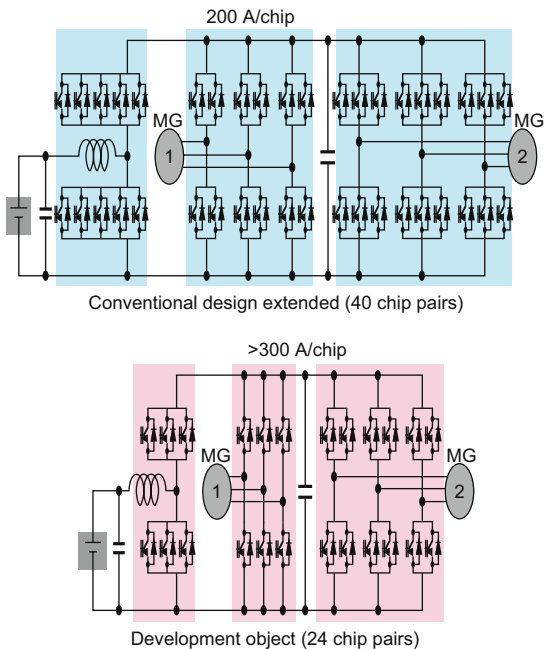 200 A/chip
MG
1
MG
2
Conventional design extended (40 chip pairs)
>300 A/chip
MG
1
MG
2
Development object (24 chip pairs)